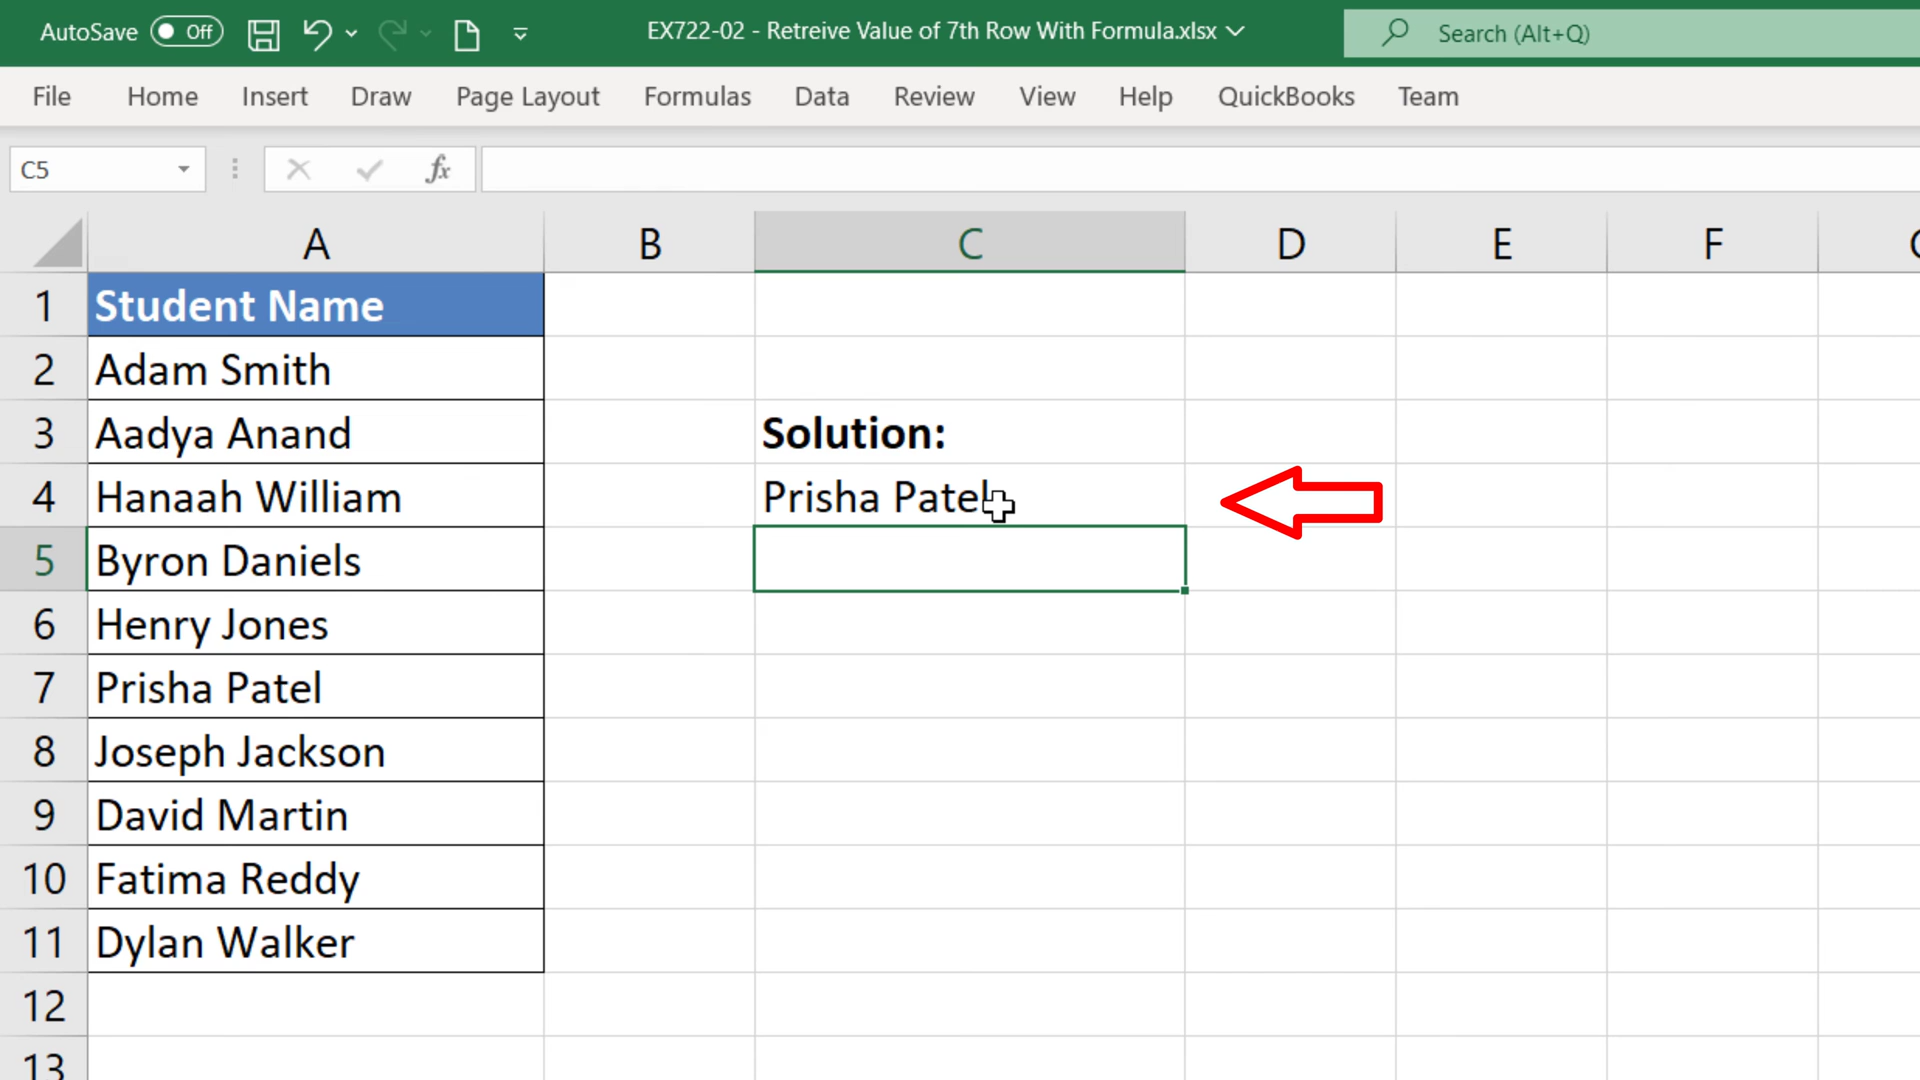 AutoSave Off EX722-02 - Retreive Value of 7th Row With Formula.xlsx Search (Alt+Q)
File Home Insert Draw Page Layout Formulas Data Review View Help QuickBooks Team
C5 fx
A B C D E F
1 Student Name
2 Adam Smith
3 Aadya Anand Solution:
4 Hanaah William Prisha Patel
5 Byron Daniels
6 Henry Jones
7 Prisha Patel
8 Joseph Jackson
9 David Martin
10 Fatima Reddy
11 Dylan Walker
12
13